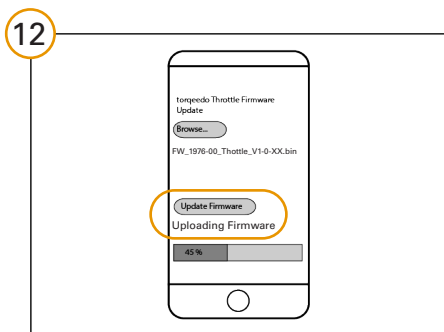 12
torqeedo Throttle Firmware
Update
Browse...
FW_1976-00_Thottle_V1-0-XX.bin
Update Firmware
Uploading Firmware
45 %